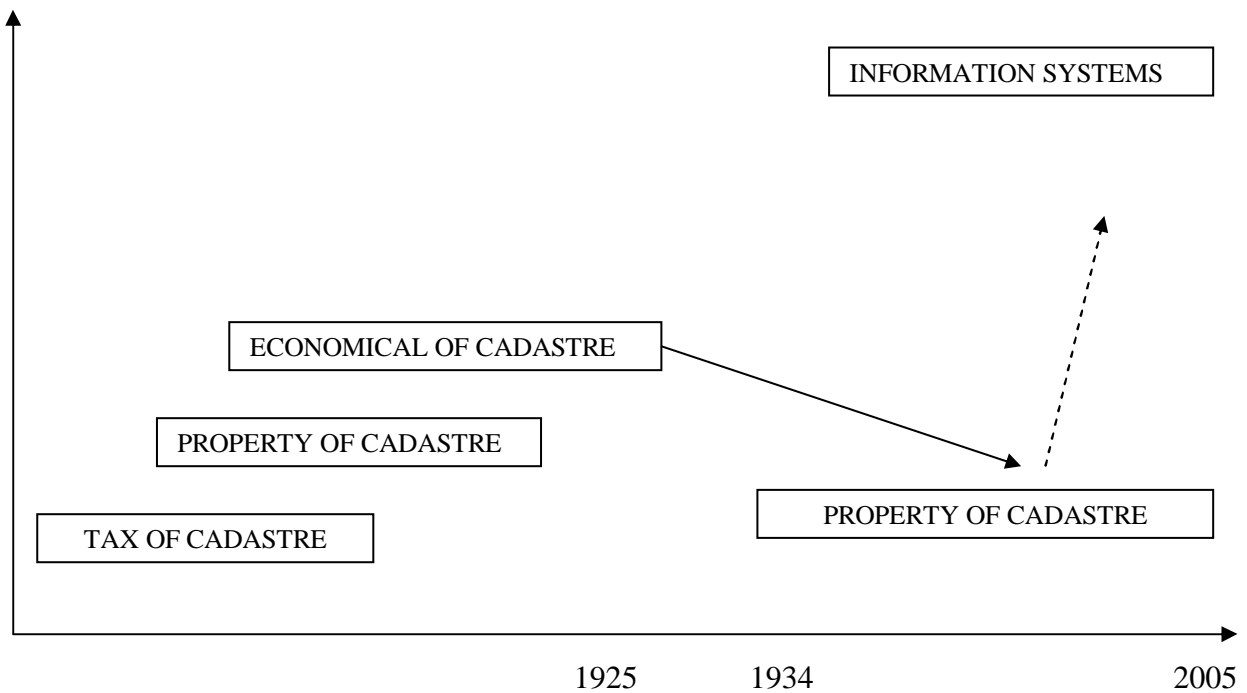 INFORMATION SYSTEMS
ECONOMICAL OF CADASTRE
PROPERTY OF CADASTRE
PROPERTY OF CADASTRE
TAX OF CADASTRE
1925 1934 2005